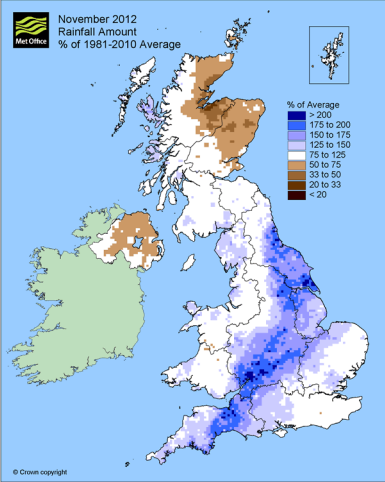 Met Office
November 2012
Rainfall Amount
% of 1981-2010 Average
% of Average
> 200
175 to 200
150 to 175
125 to 150
75 to 125
50 to 75
33 to 50
20 to 33
< 20
© Crown copyright